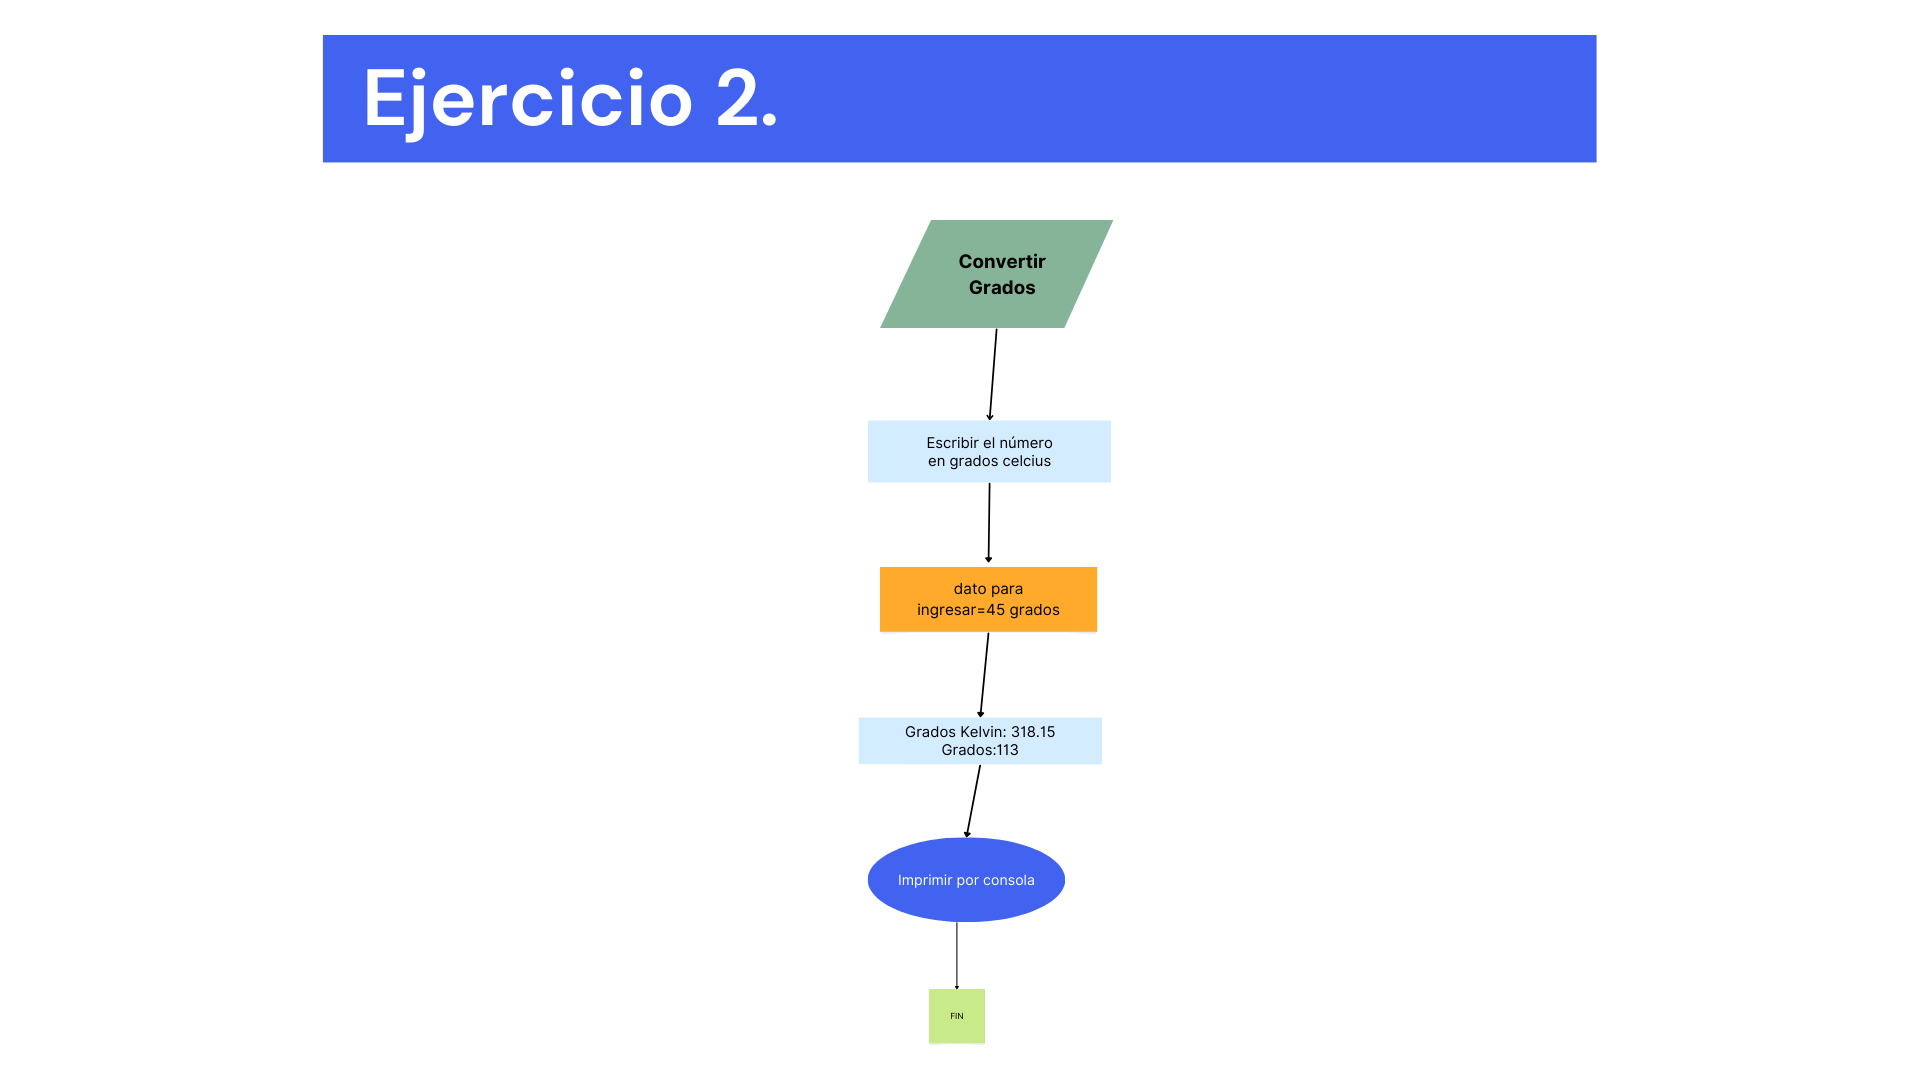 Ejercicio 2.
Convertir
Grados
Escribir el número
en grados celcius
dato para
ingresar=45 grados
Grados Kelvin: 318.15
Grados:113
Imprimir por consola
FIN